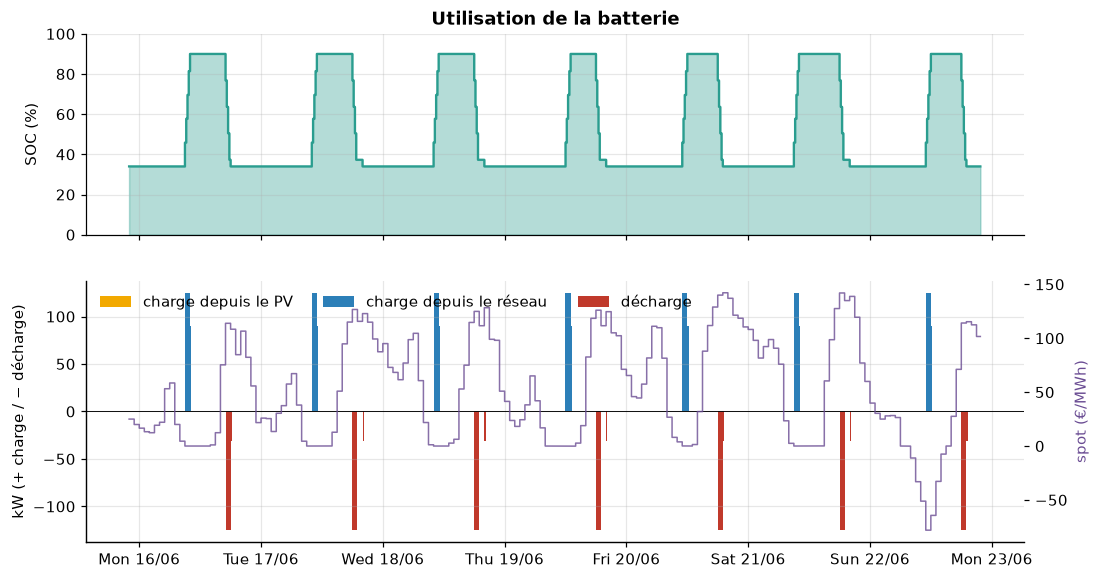 Utilisation de la batterie
100
80
60
40
20
0
SOC (%)
charge depuis le PV
charge depuis le réseau
décharge
100
50
0
−50
−100
kW (+ charge / − décharge)
150
100
50
0
−50
spot (€/MWh)
Mon 16/06
Tue 17/06
Wed 18/06
Thu 19/06
Fri 20/06
Sat 21/06
Sun 22/06
Mon 23/06